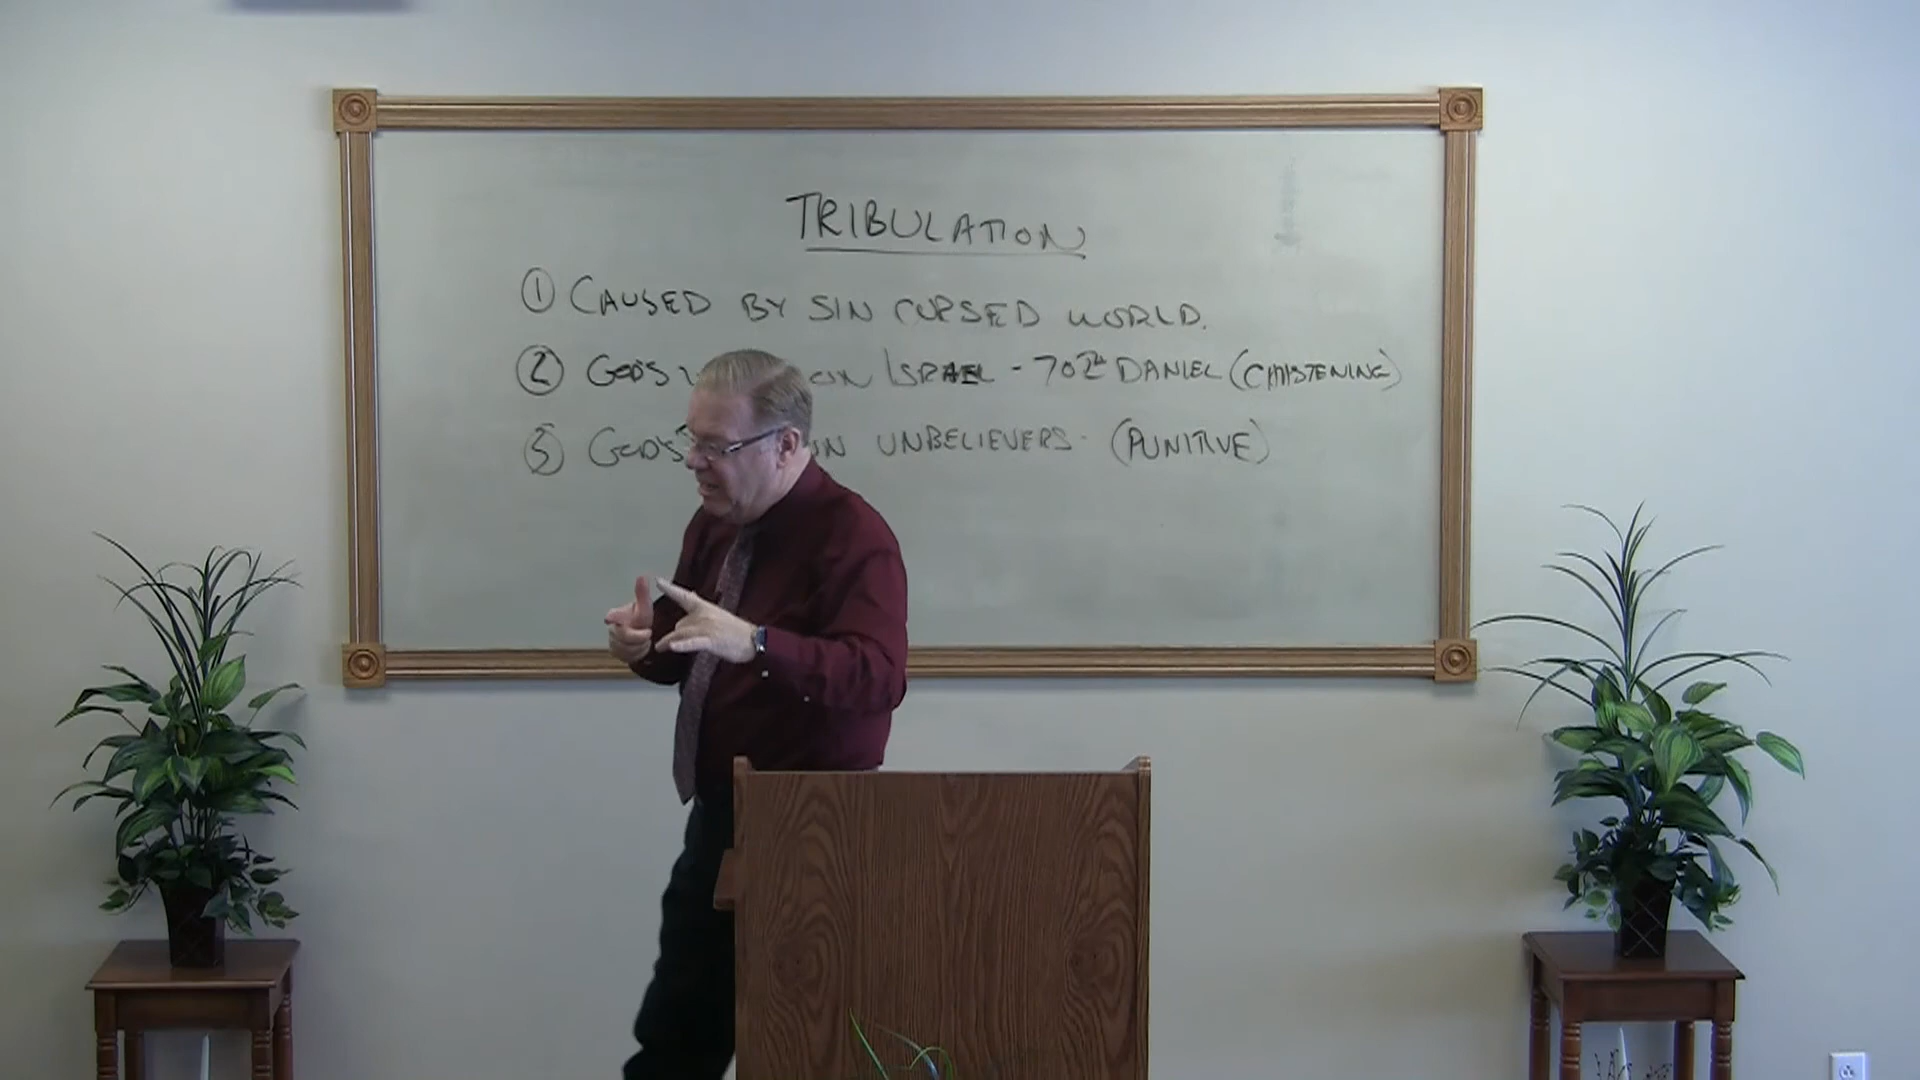 TRIBULATION
① CAUSED BY SIN CURSED WORLD.
② GOD'S ON ISRAEL - 70TH DANIEL (CHASTENING)
③ GOD'S ON UNBELIEVERS. (PUNITIVE)